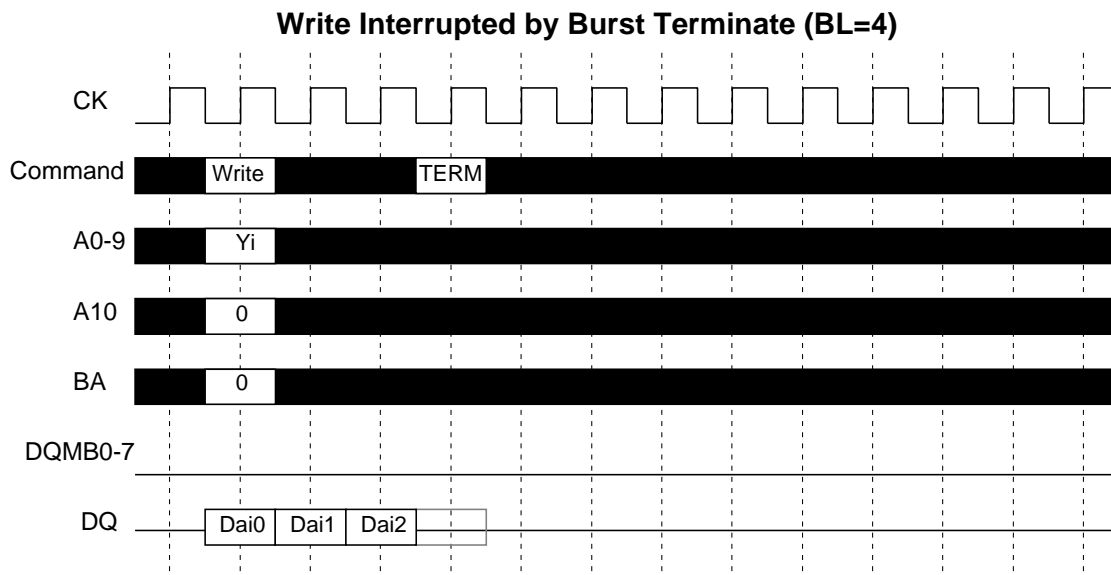 Write Interrupted by Burst Terminate (BL=4)
CK
Command Write TERM
A0-9 Yi
A10 0
BA 0
DQMB0-7
DQ Dai0 Dai1 Dai2